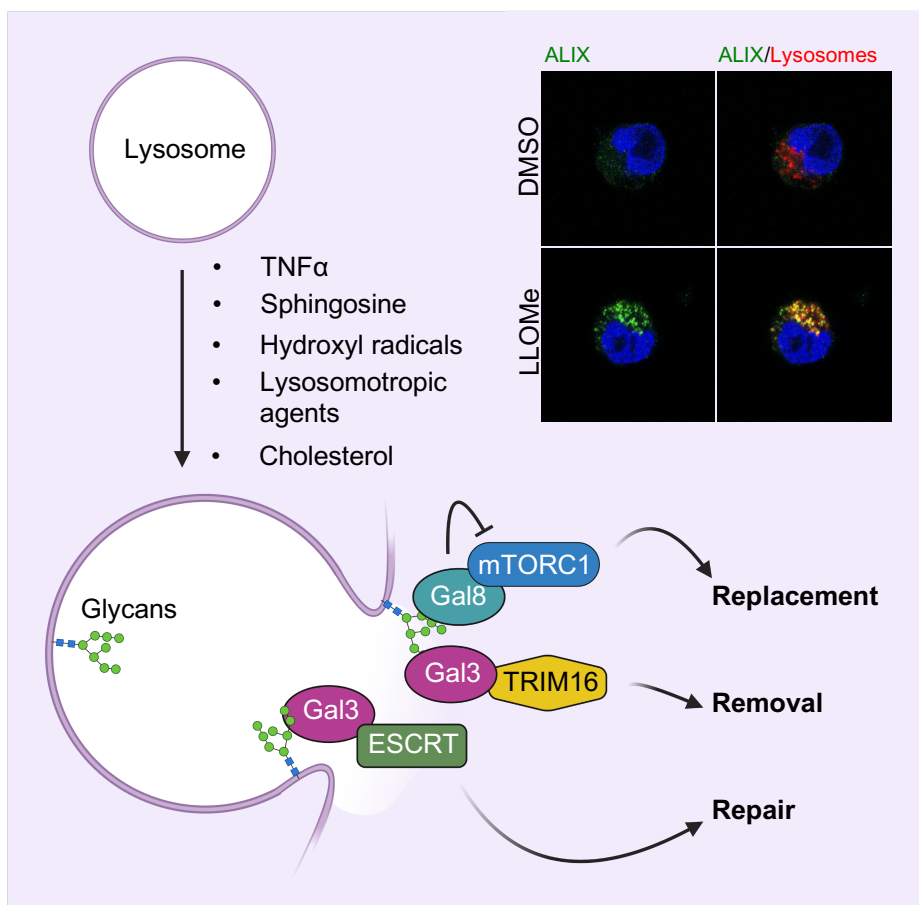 Lysosome
• TNFα
• Sphingosine
• Hydroxyl radicals
• Lysosomotropic
agents
• Cholesterol
ALIX
ALIX/Lysosomes
DMSO
LLOMe
Glycans
mTORC1
Gal8
Gal3
TRIM16
Gal3
ESCRT
Replacement
Removal
Repair